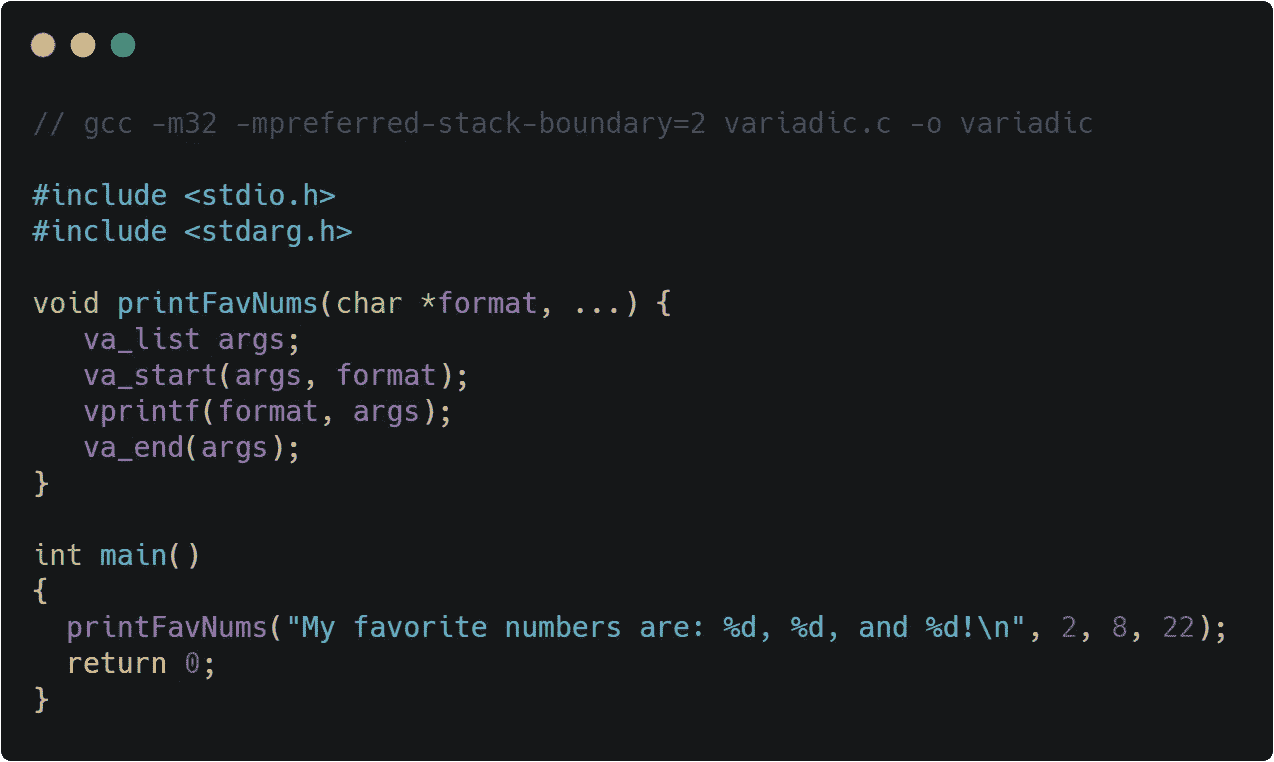 // gcc -m32 -mpreferred-stack-boundary=2 variadic.c -o variadic
#include <stdio.h>
#include <stdarg.h>
void printFavNums(char *format, ...) {
   va_list args;
   va_start(args, format);
   vprintf(format, args);
   va_end(args);
}
int main()
{
  printFavNums("My favorite numbers are: %d, %d, and %d!\n", 2, 8, 22);
  return 0;
}